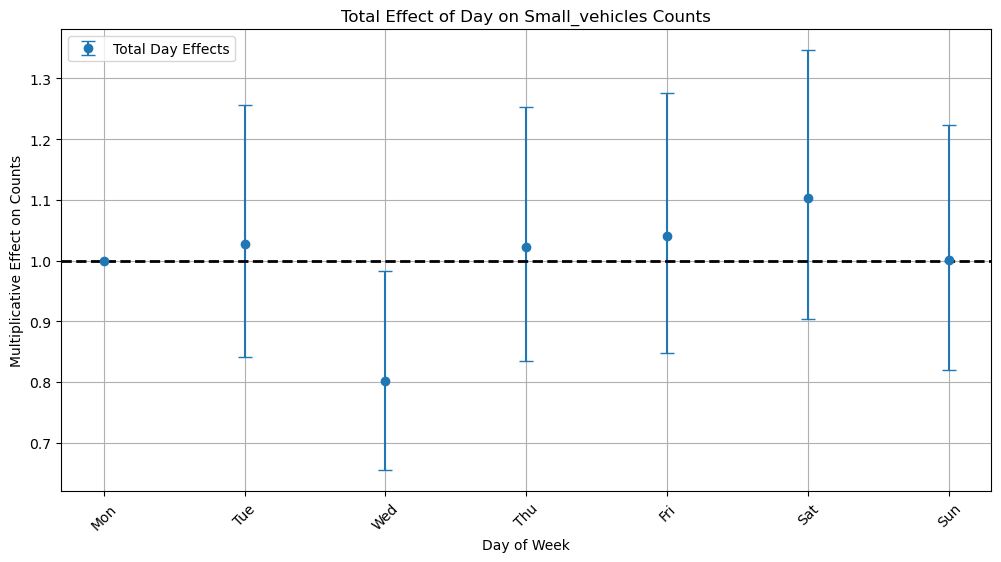 Total Effect of Day on Small_vehicles Counts
Total Day Effects
Multiplicative Effect on Counts
1.3
1.2
1.1
1.0
0.9
0.8
0.7
Mon
Tue
Wed
Thu
Fri
Sat
Sun
Day of Week